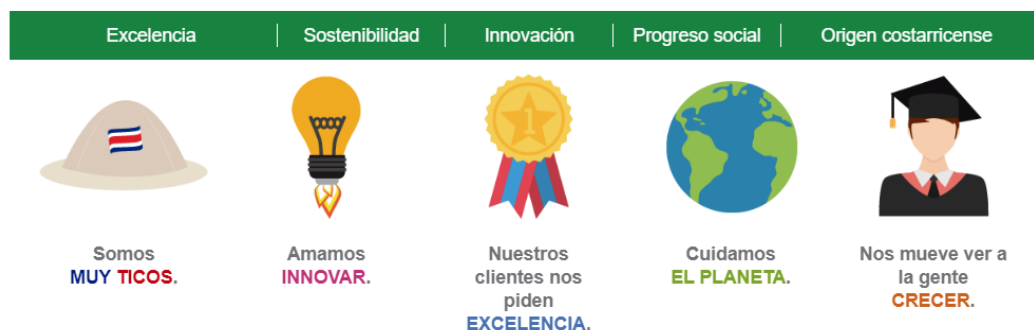 Excelencia
Sostenibilidad
Innovación
Progreso social
Origen costarricense
1
Somos
MUY TICOS.
Amamos
INNOVAR.
Nuestros
clientes nos
piden
EXCELENCIA.
Cuidamos
EL PLANETA.
Nos mueve ver a
la gente
CRECER.